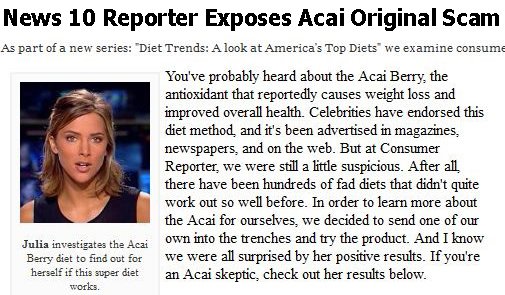 News 10 Reporter Exposes Acai Original Scam
As part of a new series: "Diet Trends: A look at America's Top Diets" we examine consume
You've probably heard about the Acai Berry, the
antioxidant that reportedly causes weight loss and
improved overall health. Celebrities have endorsed this
diet method, and it's been advertised in magazines,
newspapers, and on the web. But at Consumer
Reporter, we were still a little suspicious. After all,
there have been hundreds of fad diets that didn't quite
work out so well before. In order to learn more about
the Acai for ourselves, we decided to send one of our
own into the trenches and try the product. And I know
we were all surprised by her positive results. If you're
an Acai skeptic, check out her results below.
Julia investigates the Acai
Berry diet to find out for
herself if this super diet
works.